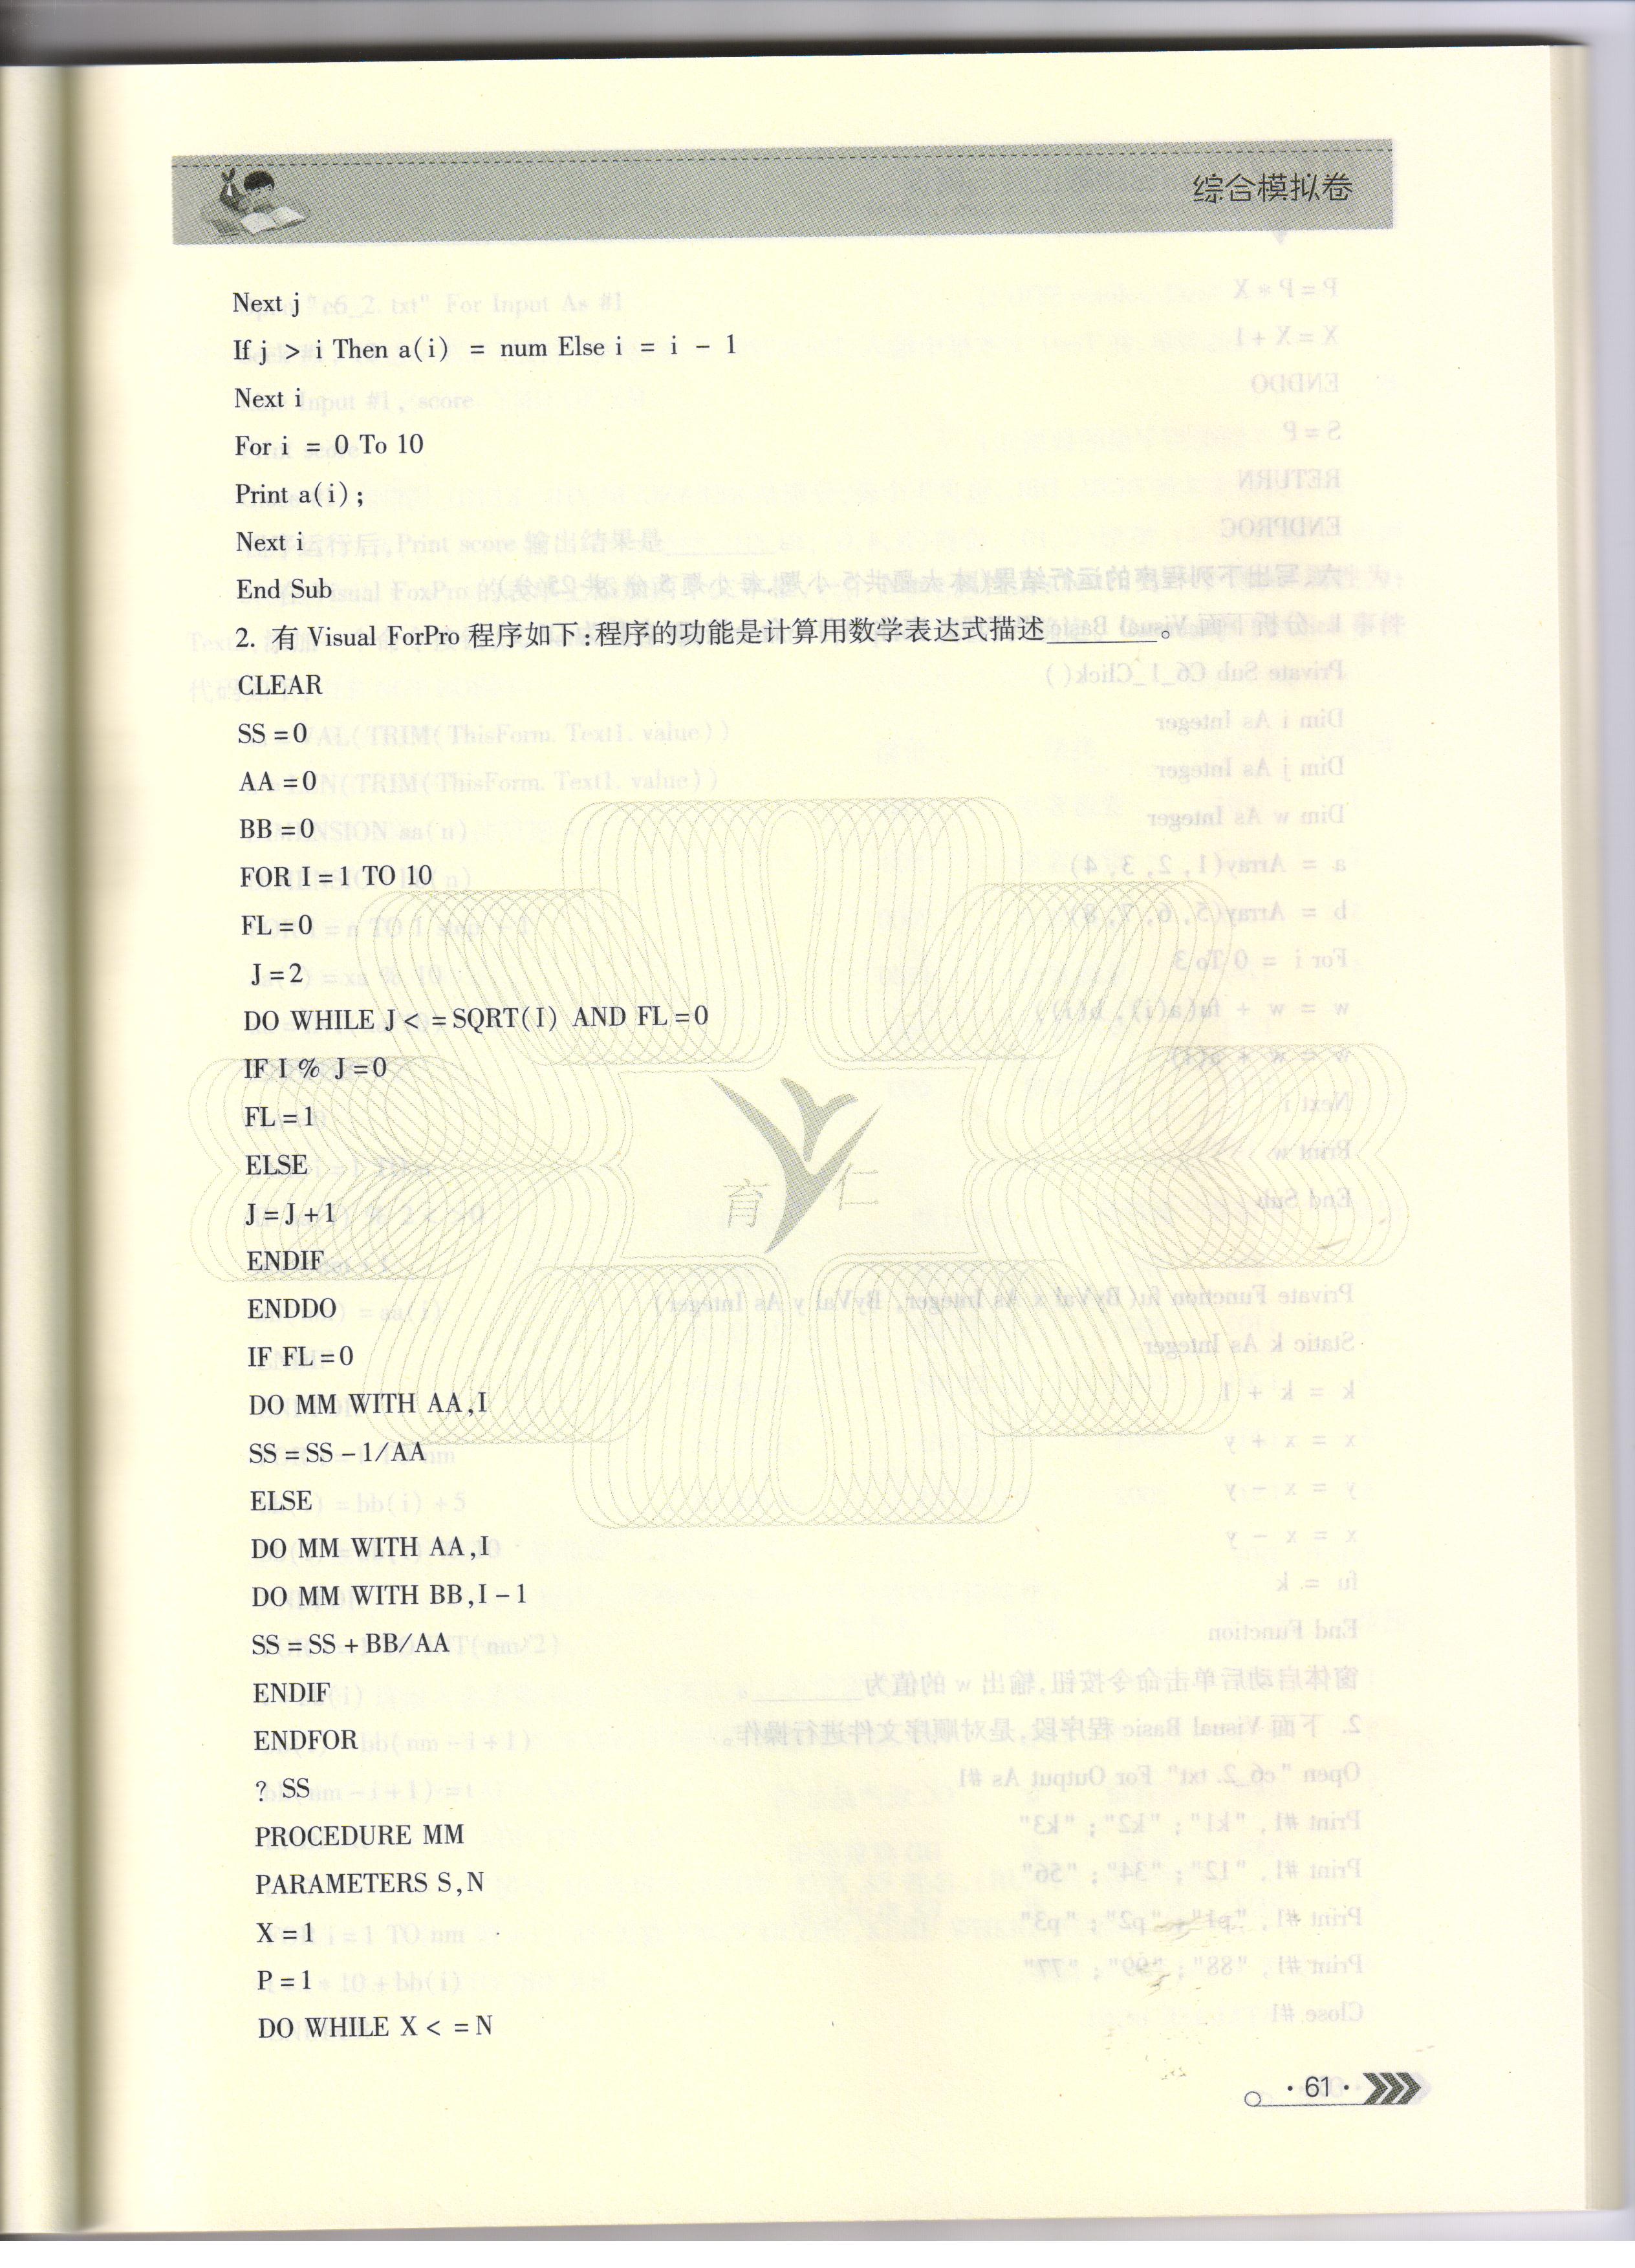 综合模拟卷
Next j
If j > i Then a(i) = num Else i = i - 1
Next i
For i = 0 To 10
Print a(i);
Next i
End Sub
2. 有 Visual ForPro 程序如下:程序的功能是计算用数学表达式描述________。
CLEAR
SS=0
AA=0
BB=0
FOR I=1 TO 10
FL=0
J=2
DO WHILE J<=SQRT(I) AND FL=0
IF I % J=0
FL=1
ELSE
J=J+1
ENDIF
ENDDO
IF FL=0
DO MM WITH AA,I
SS=SS-1/AA
ELSE
DO MM WITH AA,I
DO MM WITH BB,I-1
SS=SS+BB/AA
ENDIF
ENDFOR
? SS
PROCEDURE MM
PARAMETERS S,N
X=1
P=1
DO WHILE X<=N
育仁
·61·